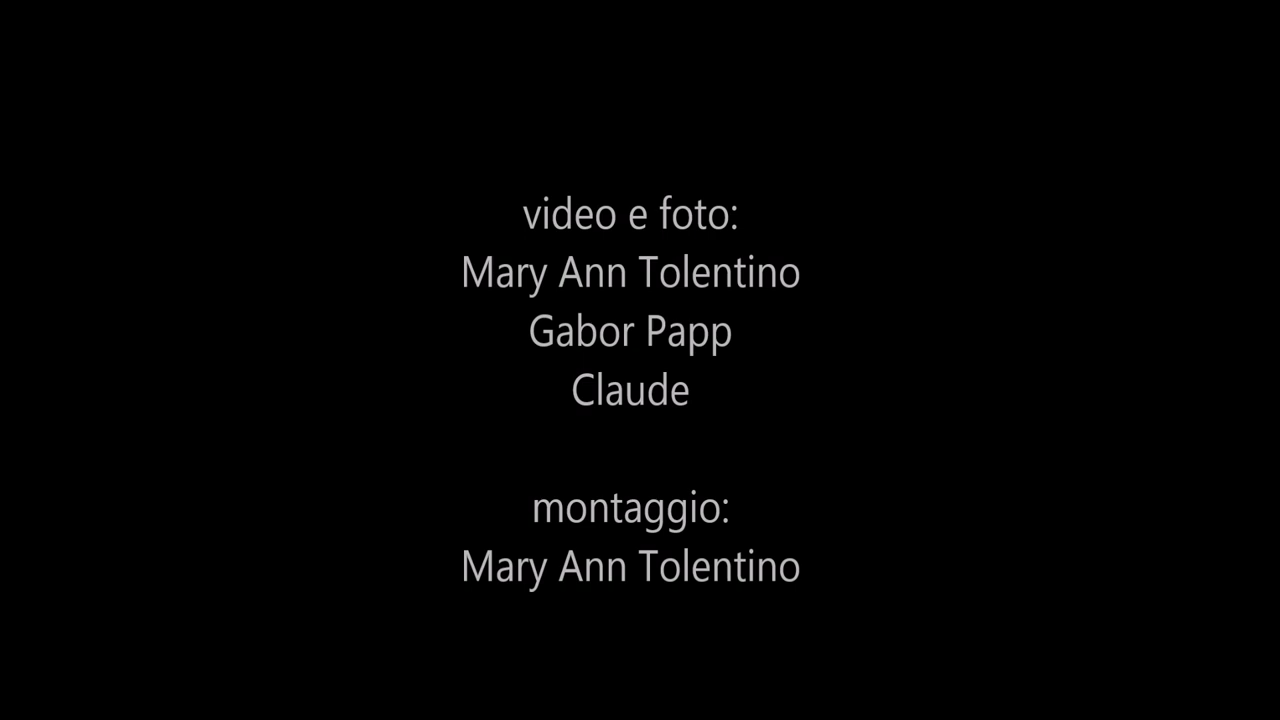 video e foto:
Mary Ann Tolentino
Gabor Papp
Claude
montaggio:
Mary Ann Tolentino